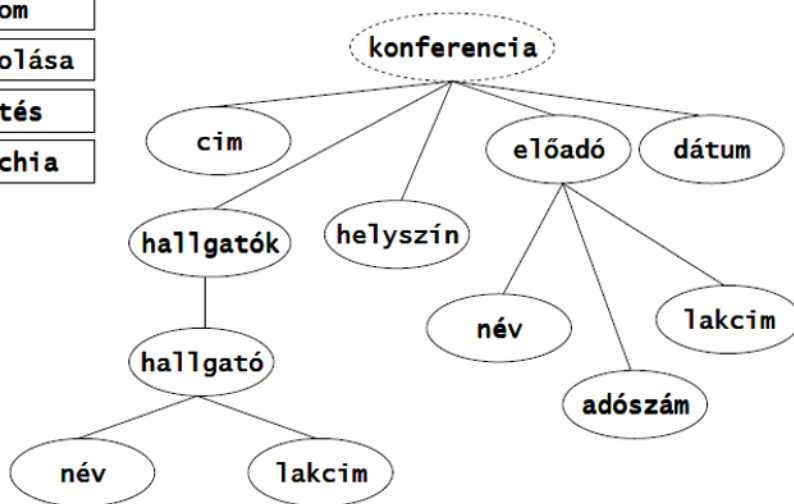 om
olása
tés
chia
konferencia
cim
előadó
dátum
hallgatók
helyszín
név
lakcim
hallgató
adószám
név
lakcim